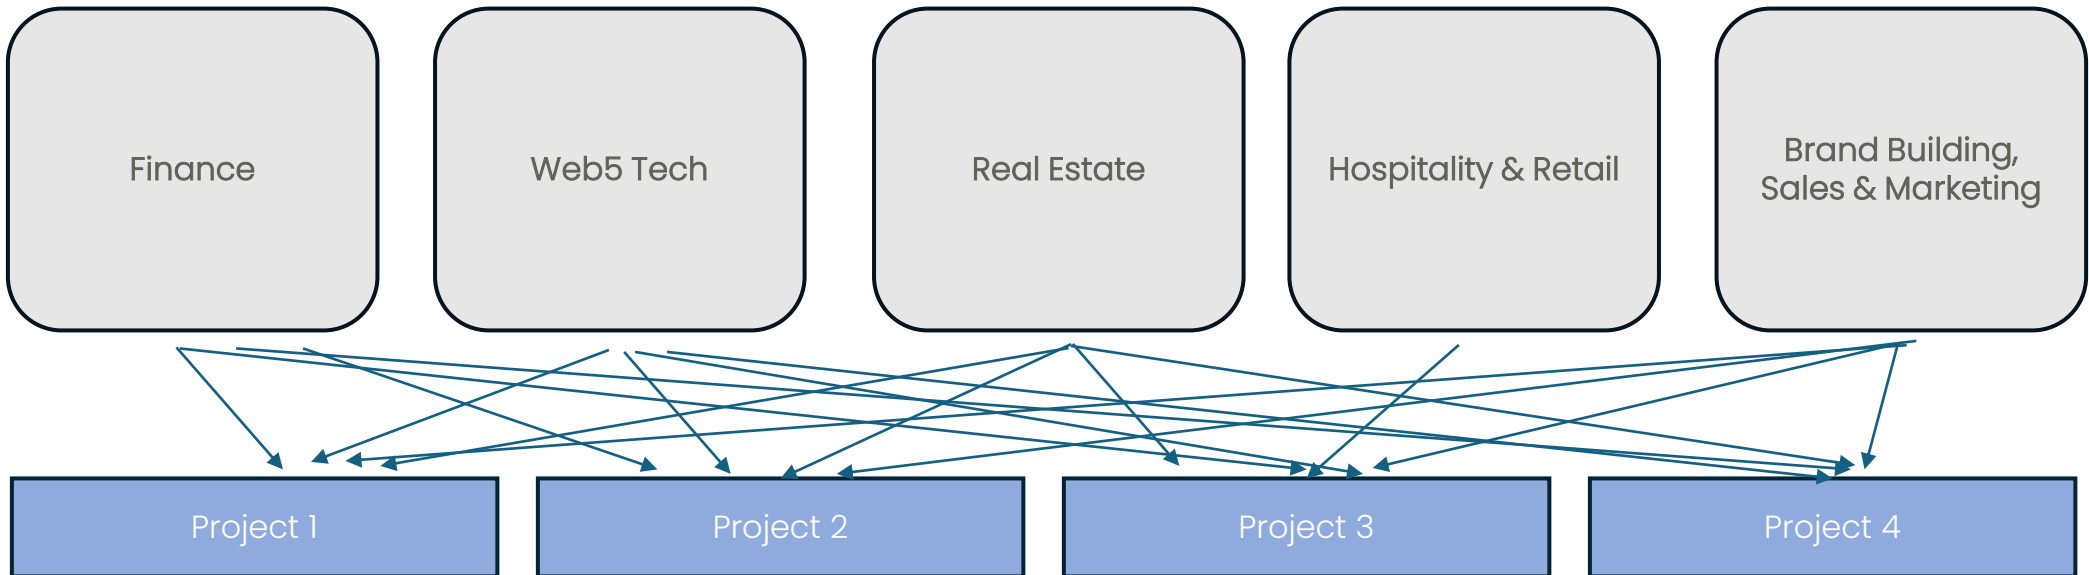 Finance
Web5 Tech
Real Estate
Hospitality & Retail
Brand Building,
Sales & Marketing
Project 1
Project 2
Project 3
Project 4